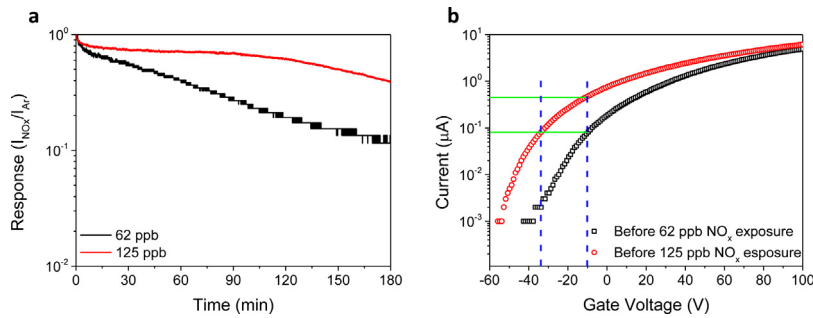 a
Response (I_NOx/I_Ar)
10^0
10^-1
10^-2
0 30 60 90 120 150 180
Time (min)
62 ppb
125 ppb
b
Current (µA)
10^1
10^0
10^-1
10^-2
10^-3
-60 -40 -20 0 20 40 60 80 100
Gate Voltage (V)
Before 62 ppb NO_x exposure
Before 125 ppb NO_x esposure